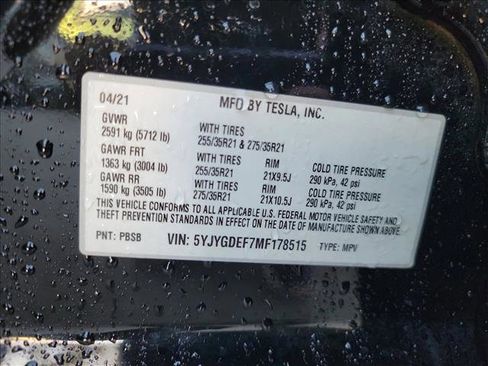 04/21 MFD BY TESLA, INC.
GVWR
2591 kg (5712 lb) WITH TIRES
255/35R21 & 275/35R21
GAWR FRT WITH TIRES RIM COLD TIRE PRESSURE
1363 kg (3004 lb) 255/35R21 21X9.5J 290 kPa, 42 psi
GAWR RR WITH TIRES RIM COLD TIRE PRESSURE
1590 kg (3505 lb) 275/35R21 21X10.5J 290 kPa, 42 psi
THIS VEHICLE CONFORMS TO ALL APPLICABLE U.S. FEDERAL MOTOR VEHICLE SAFETY AND
THEFT PREVENTION STANDARDS IN EFFECT ON THE DATE OF MANUFACTURE SHOWN ABOVE.
PNT: PBSB VIN: 5YJYGDEF7MF178515 TYPE: MPV